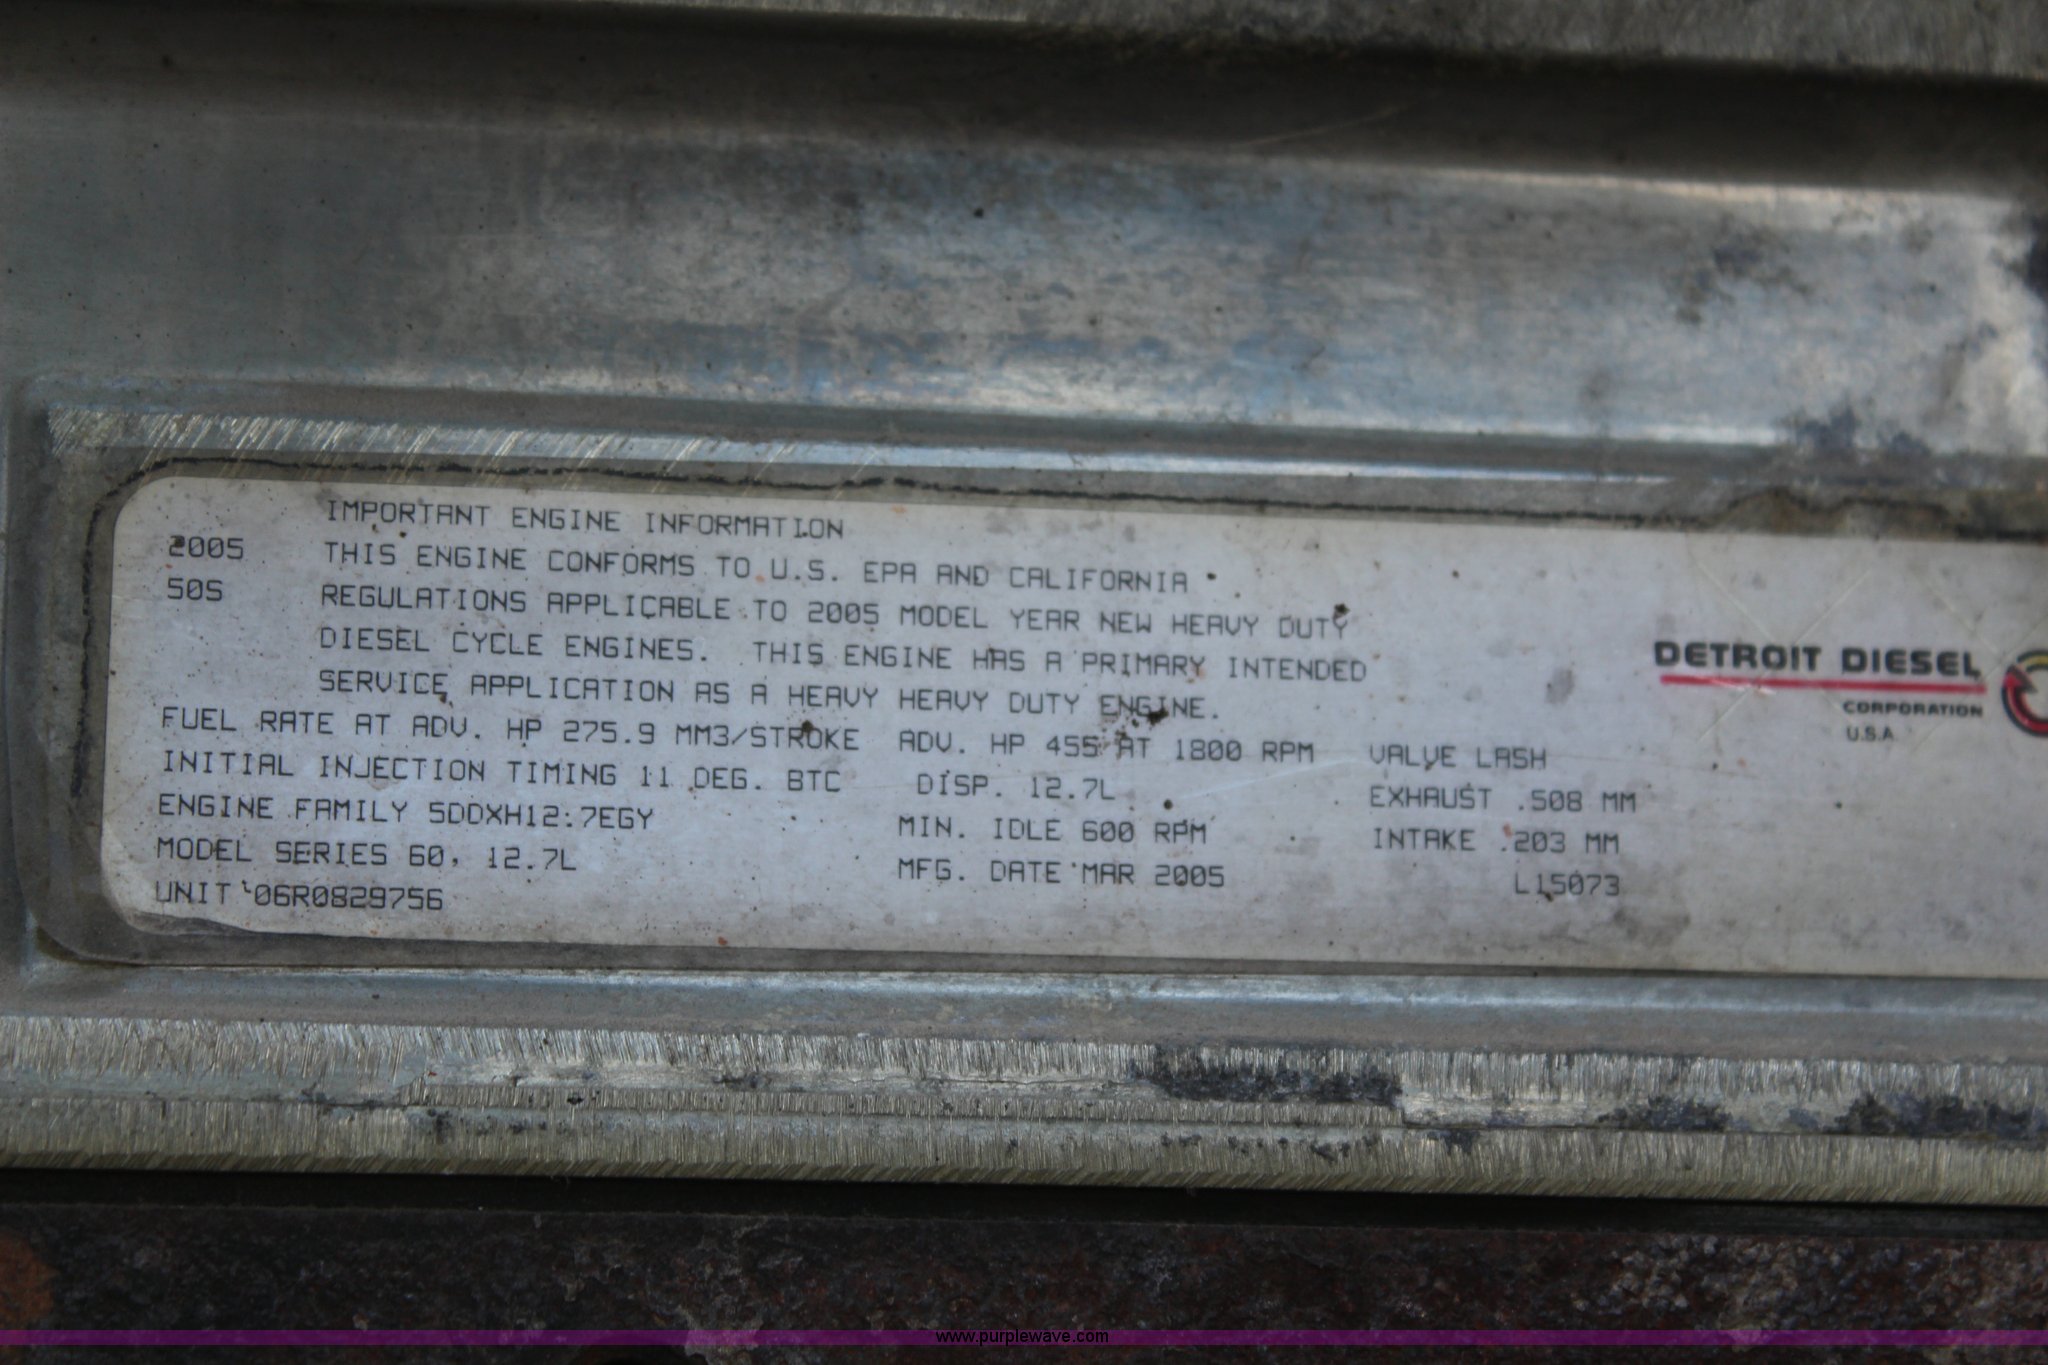 IMPORTANT ENGINE INFORMATION
2005 THIS ENGINE CONFORMS TO U.S. EPA AND CALIFORNIA
50S REGULATIONS APPLICABLE TO 2005 MODEL YEAR NEW HEAVY DUTY
DIESEL CYCLE ENGINES. THIS ENGINE HAS A PRIMARY INTENDED
SERVICE APPLICATION AS A HEAVY HEAVY DUTY ENGINE.
FUEL RATE AT ADV. HP 275.9 MM3/STROKE ADV. HP 455 AT 1800 RPM VALVE LASH
INITIAL INJECTION TIMING 11 DEG. BTC DISP. 12.7L EXHAUST .508 MM
ENGINE FAMILY 5DDXH12.7EGY MIN. IDLE 600 RPM INTAKE .203 MM
MODEL SERIES 60, 12.7L MFG. DATE MAR 2005 L15073
UNIT 06R0829756
DETROIT DIESEL
CORPORATION
U.S.A
www.purplewave.com